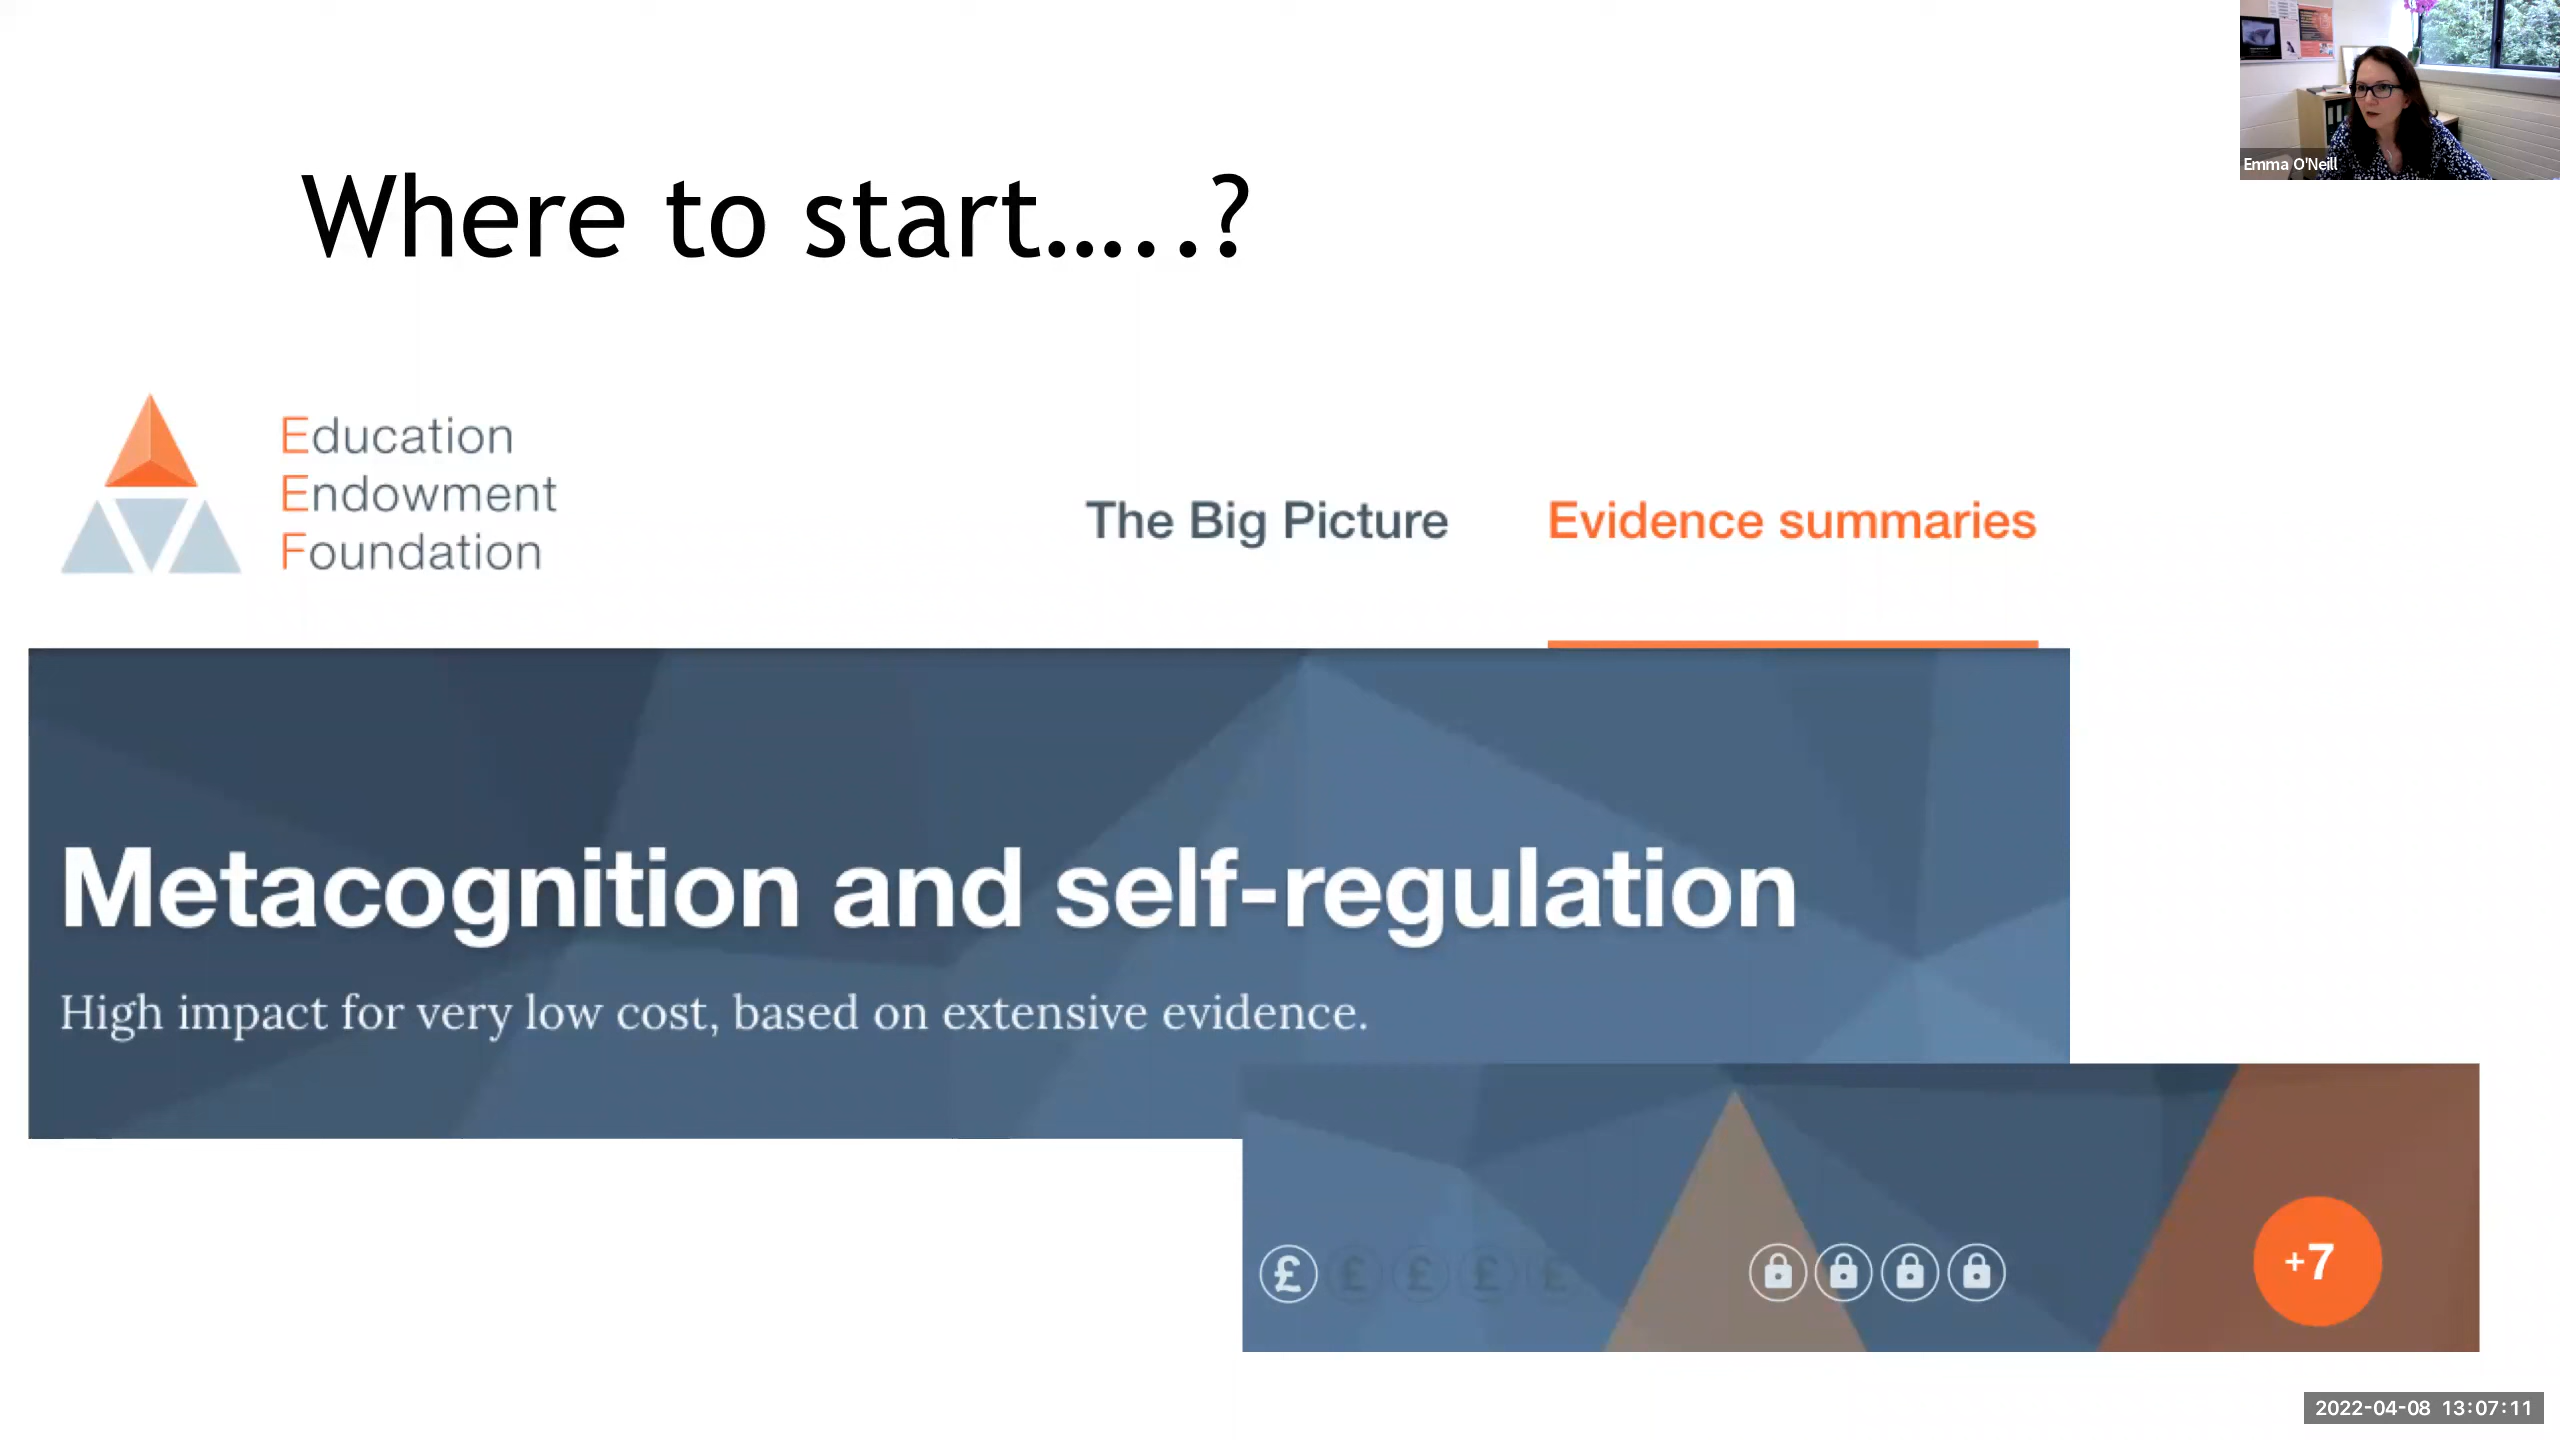 Emma O'Neill
Where to start…..?
Education
Endowment
Foundation
The Big Picture
Evidence summaries
Metacognition and self-regulation
High impact for very low cost, based on extensive evidence.
£ £ £ £ £
+7
2022-04-08 13:07:11